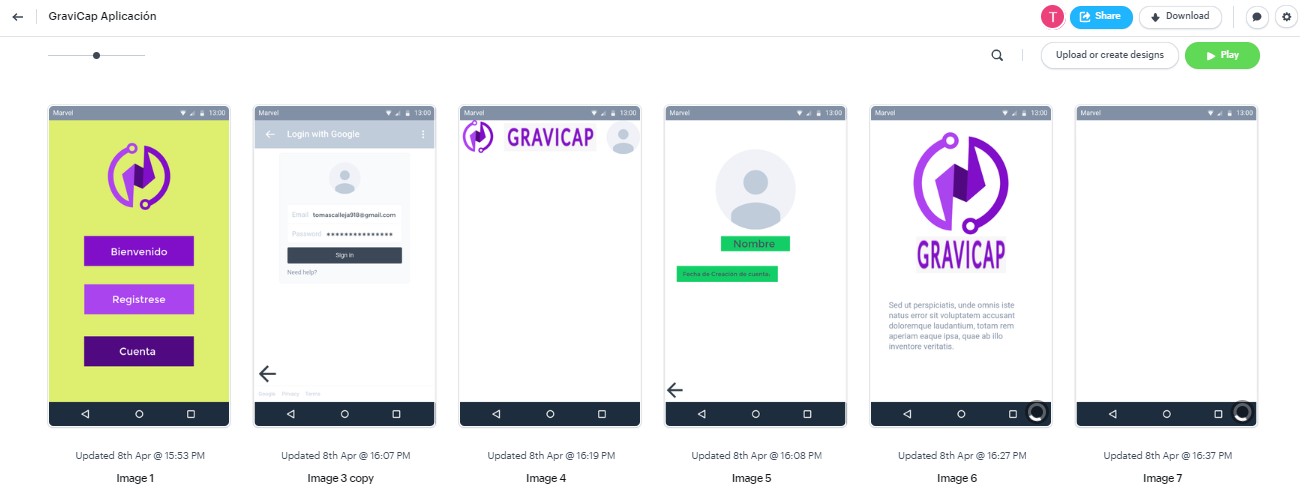 GraviCap Aplicación
T
Share
Download
Upload or create designs
Play
Marvel 13:00
Bienvenido
Regístrese
Cuenta
Updated 8th Apr @ 15:53 PM
Image 1
Marvel 13:00
Login with Google
Email tomascalleja918@gmail.com
Password ***************
Sign in
Need help?
Google Privacy Terms
Updated 8th Apr @ 16:07 PM
Image 3 copy
Marvel 13:00
GRAVICAP
Updated 8th Apr @ 16:19 PM
Image 4
Marvel 13:00
Nombre
Fecha de Creación de cuenta.
Updated 8th Apr @ 16:08 PM
Image 5
Marvel 13:00
GRAVICAP
Sed ut perspiciatis, unde omnis iste
natus error sit voluptatem accusant
doloremque laudantium, totam rem
aperiam eaque ipsa, quae ab illo
inventore veritatis.
Updated 8th Apr @ 16:27 PM
Image 6
Marvel 13:00
Updated 8th Apr @ 16:37 PM
Image 7